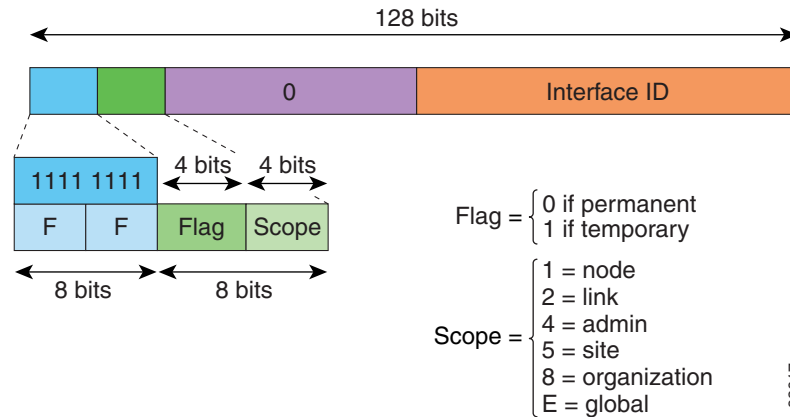 128 bits
0 Interface ID
4 bits 4 bits
1111 1111
F F Flag Scope
8 bits 8 bits
Flag = 0 if permanent
1 if temporary
Scope = 1 = node
2 = link
4 = admin
5 = site
8 = organization
E = global